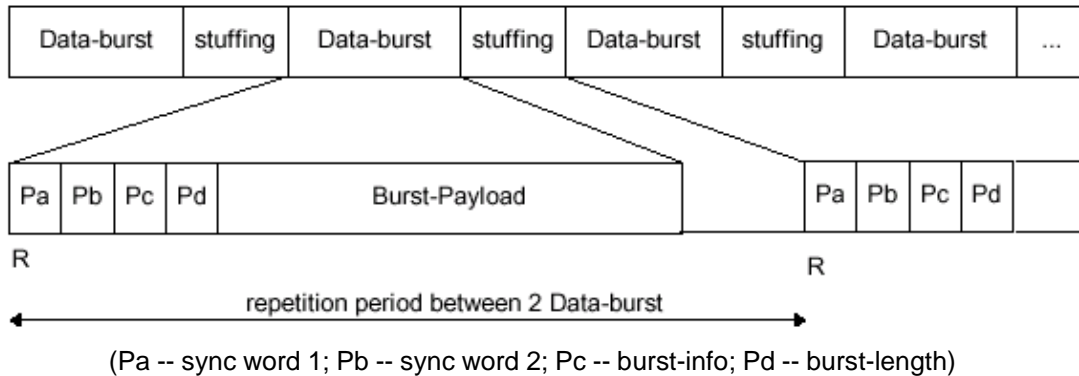 Data-burst stuffing Data-burst stuffing Data-burst stuffing Data-burst ...
Pa Pb Pc Pd Burst-Payload Pa Pb Pc Pd
R R
repetition period between 2 Data-burst
(Pa -- sync word 1; Pb -- sync word 2; Pc -- burst-info; Pd -- burst-length)